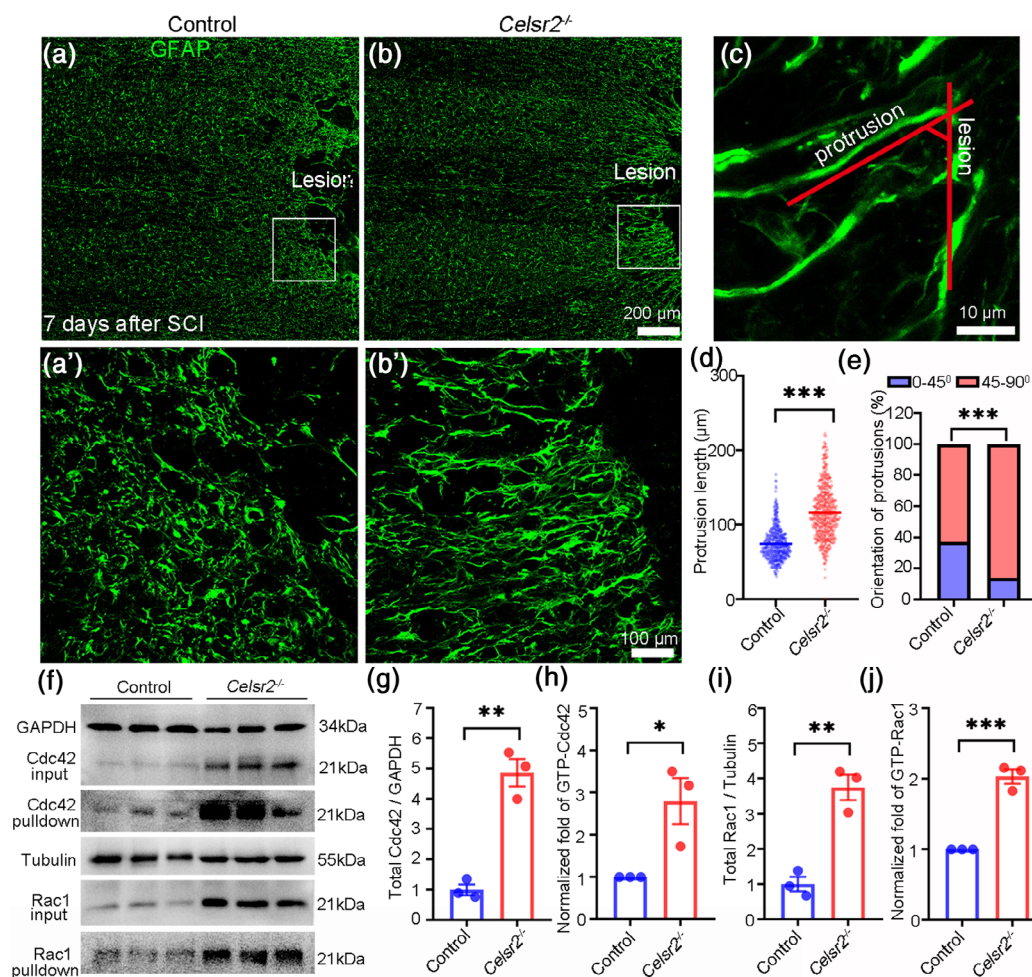 Control
Celsr2-/-
(a)
GFAP
Lesion
7 days after SCI
(b)
Lesion
200 µm
(c)
protrusion
lesion
10 µm
(a')
(b')
100 µm
(d)
300
200
100
0
Protrusion length (µm)
***
Control
Celsr2-/-
(e)
0-45⁰
45-90⁰
120
100
80
60
40
20
0
Orientation of protrusions (%)
***
Control
Celsr2-/-
(f)
Control
Celsr2-/-
GAPDH
34kDa
Cdc42
input
21kDa
Cdc42
pulldown
21kDa
Tubulin
55kDa
Rac1
input
21kDa
Rac1
pulldown
21kDa
(g)
7
6
5
4
3
2
1
0
Total Cdc42 / GAPDH
**
Control
Celsr2-/-
(h)
5
4
3
2
1
0
Normalized fold of GTP-Cdc42
*
Control
Celsr2-/-
(i)
6
5
4
3
2
1
0
Total Rac1 / Tubulin
**
Control
Celsr2-/-
(j)
3
2
1
0
Normalized fold of GTP-Rac1
***
Control
Celsr2-/-